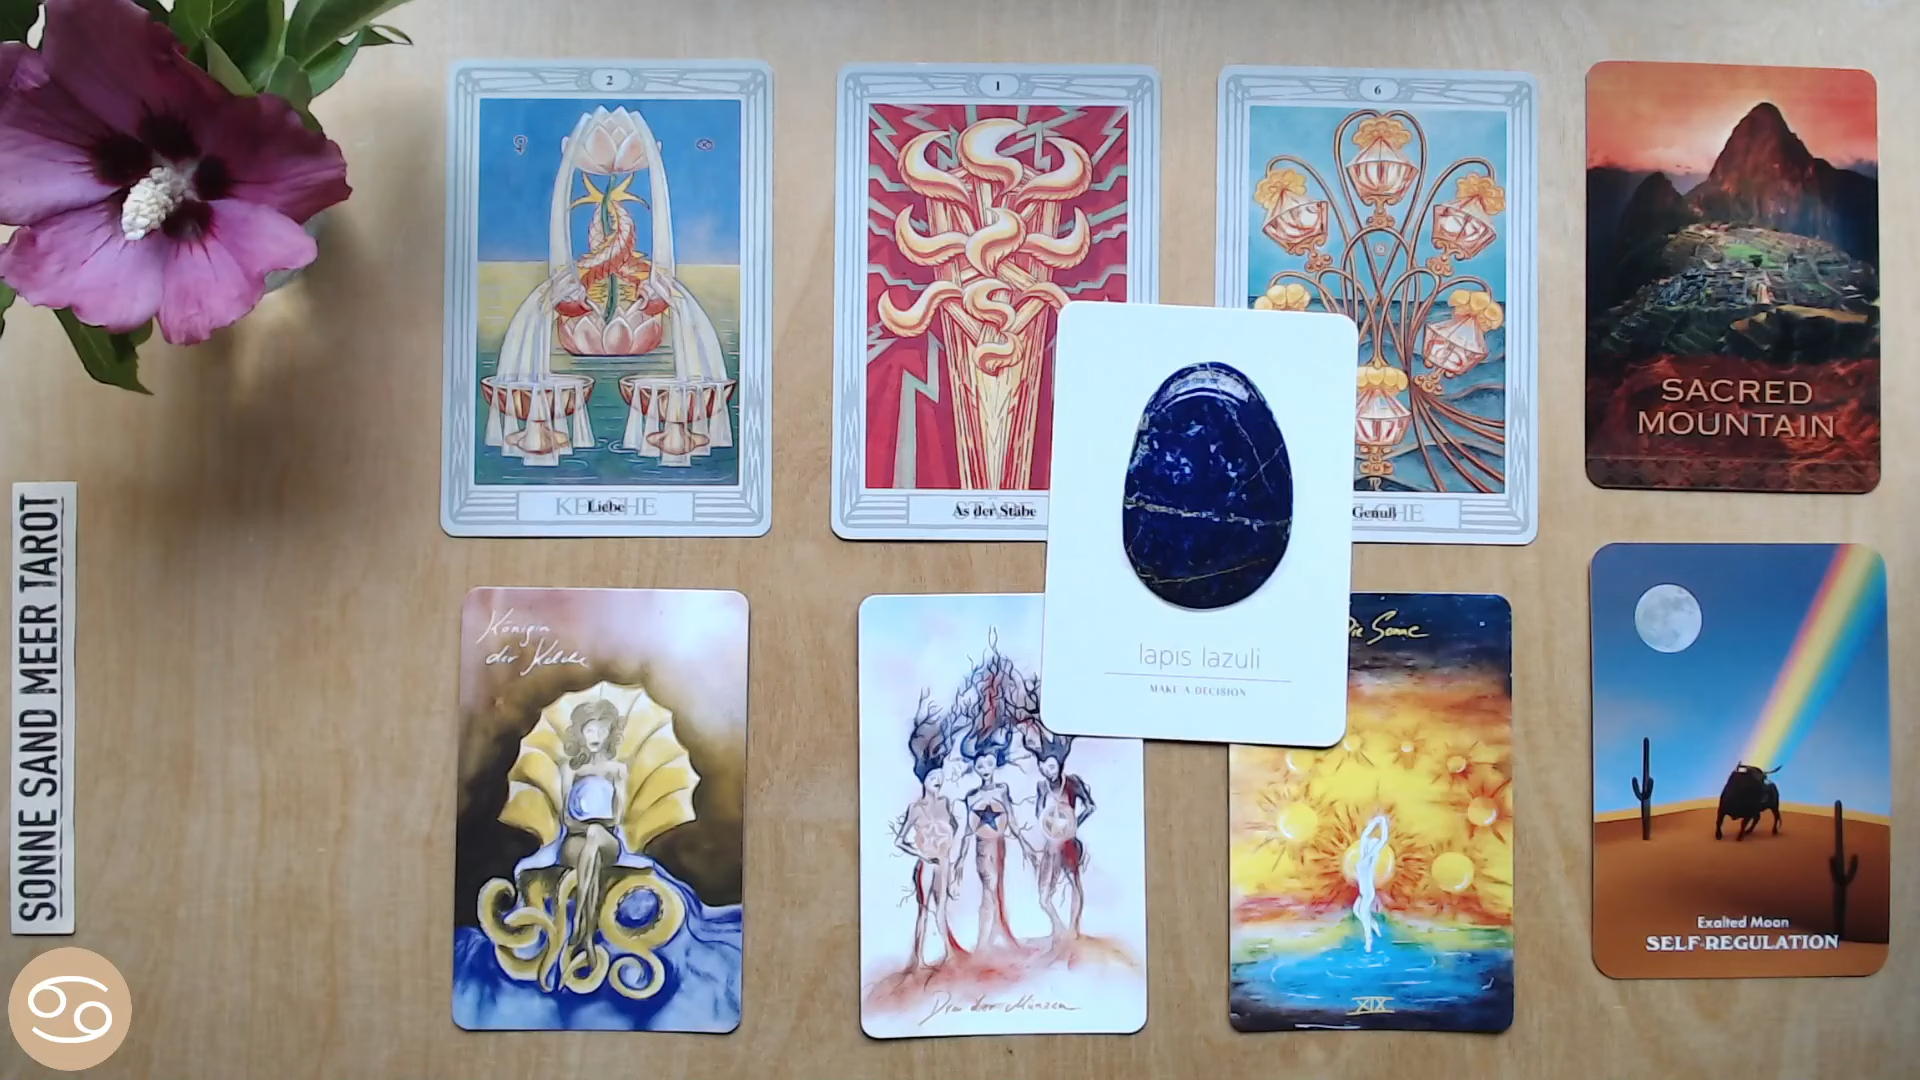 2
KELCHE
Liebe
1
As der Stäbe
6
Genuß
SACRED
MOUNTAIN
lapis lazuli
MAKE A DECISION
Königin
der Kelche
Drei der Münzen
Die Sonne
XIX
Exalted Moon
SELF-REGULATION
SONNE SAND MEER TAROT